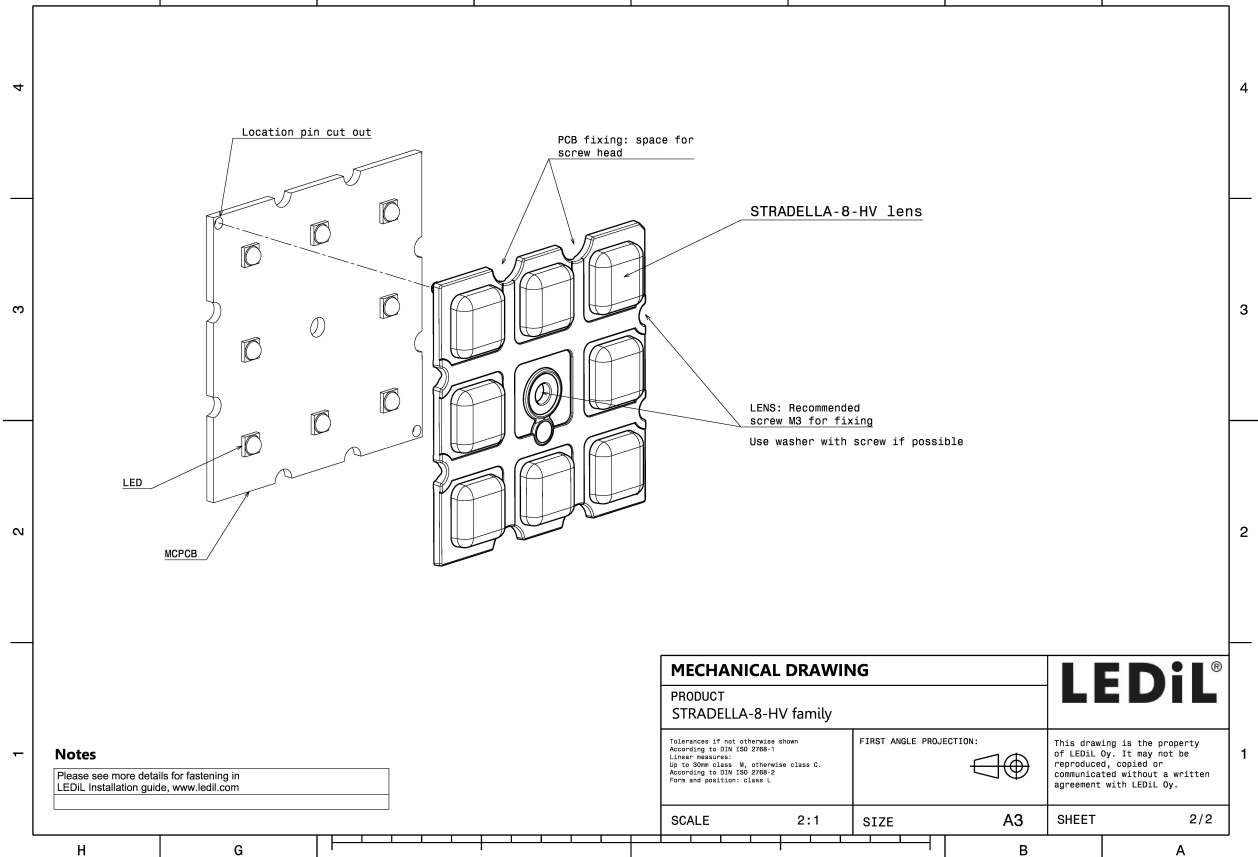 4
4
Location pin cut out
PCB fixing: space for
screw head
STRADELLA-8-HV lens
3
3
LENS: Recommended
screw M3 for fixing
Use washer with screw if possible
LED
MCPCB
2
2
MECHANICAL DRAWING
PRODUCT
STRADELLA-8-HV family
LEDiL®
Tolerances if not otherwise shown
According to DIN ISO 2768-1
Linear measures:
Up to 30mm class M, otherwise class C.
According to DIN ISO 2768-2
Form and position: class L
FIRST ANGLE PROJECTION:
This drawing is the property
of LEDiL Oy. It may not be
reproduced, copied or
communicated without a written
agreement with LEDiL Oy.
1
1
Notes
Please see more details for fastening in
LEDiL Installation guide, www.ledil.com
SCALE 2:1
SIZE A3
SHEET 2/2
H G B A